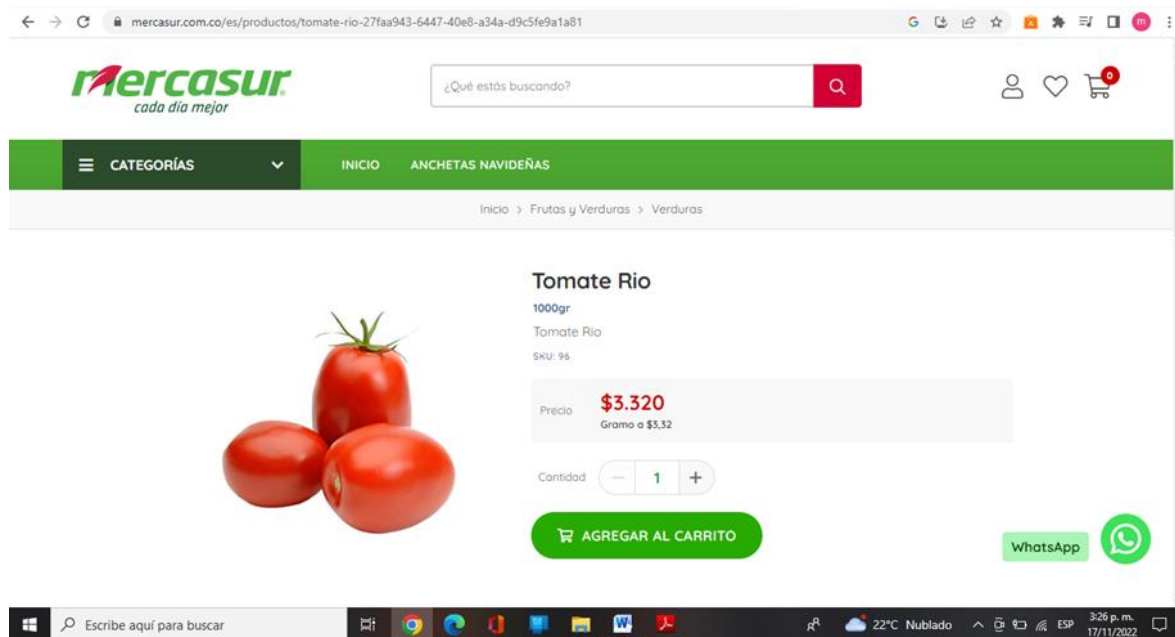 mercasur.com.co/es/productos/tomate-rio-27faa943-6447-40e8-a34a-d9c5fe9a1a81
mercasur
cada día mejor
¿Qué estás buscando?
0
CATEGORÍAS
INICIO
ANCHETAS NAVIDEÑAS
Inicio > Frutas y Verduras > Verduras
Tomate Rio
1000gr
Tomate Rio
SKU: 96
Precio
$3.320
Gramo a $3,32
Cantidad
1
AGREGAR AL CARRITO
WhatsApp
Escribe aquí para buscar
22°C Nublado
ESP
3:26 p. m.
17/11/2022